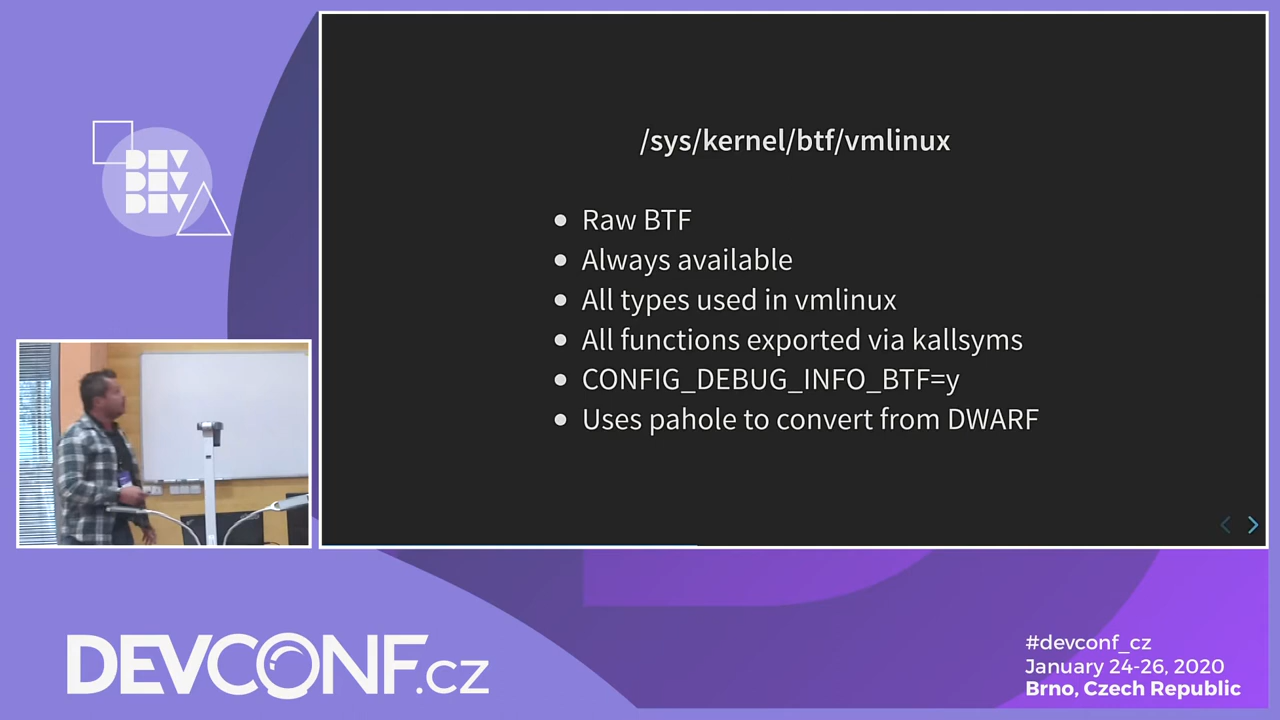 DEV
DEV
DEV
/sys/kernel/btf/vmlinux
Raw BTF
Always available
All types used in vmlinux
All functions exported via kallsyms
CONFIG_DEBUG_INFO_BTF=y
Uses pahole to convert from DWARF
DEVCONF.cz
#devconf_cz
January 24-26, 2020
Brno, Czech Republic